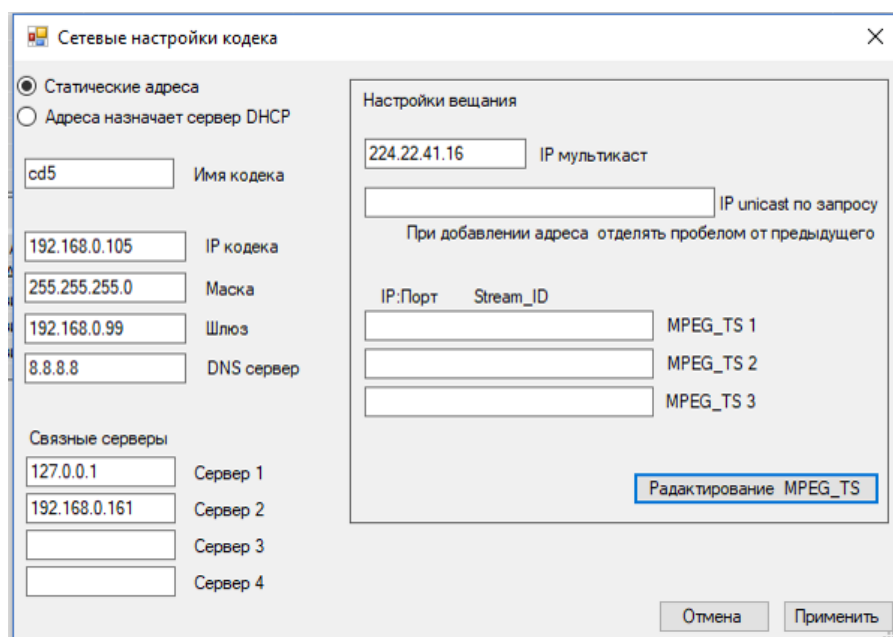 Сетевые настройки кодека
Статические адреса
Адреса назначает сервер DHCP
cd5 Имя кодека
192.168.0.105 IP кодека
255.255.255.0 Маска
192.168.0.99 Шлюз
8.8.8.8 DNS сервер
Связные серверы
127.0.0.1 Сервер 1
192.168.0.161 Сервер 2
Сервер 3
Сервер 4
Настройки вещания
224.22.41.16 IP мультикаст
IP unicast по запросу
При добавлении адреса отделять пробелом от предыдущего
IP:Порт Stream_ID
MPEG_TS 1
MPEG_TS 2
MPEG_TS 3
Радактирование MPEG_TS
Отмена Применить